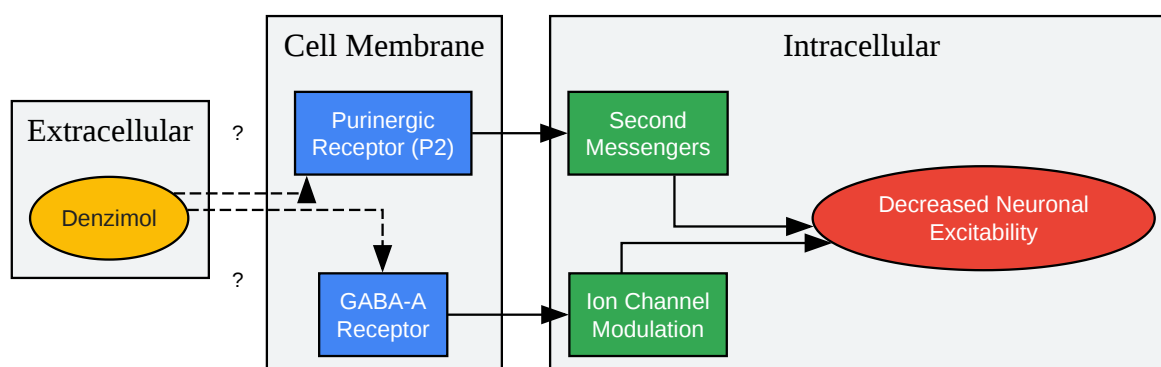 Cell Membrane
Intracellular
Extracellular
?
Purinergic
Receptor (P2)
Second
Messengers
Denzimol
Decreased Neuronal
Excitability
?
GABA-A
Receptor
Ion Channel
Modulation